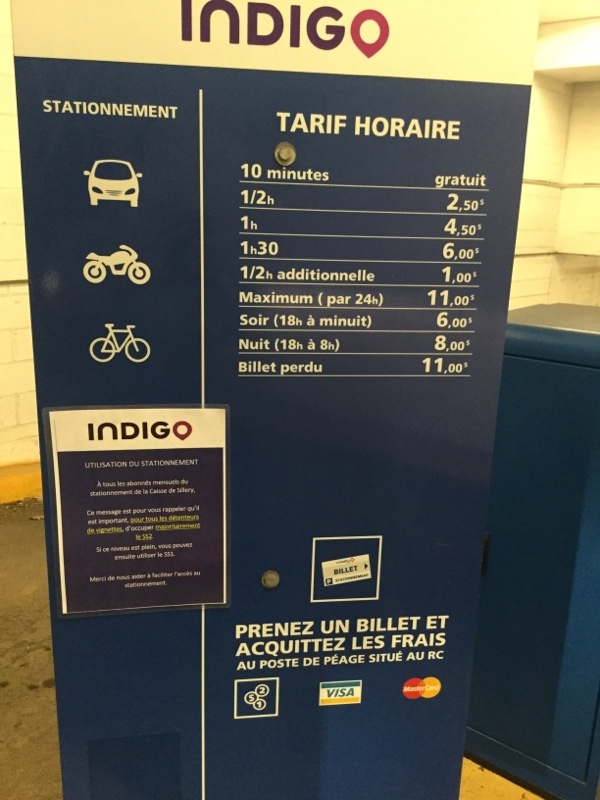 INDIGO
STATIONNEMENT
TARIF HORAIRE
10 minutes gratuit
1/2h 2,50$
1h 4,50$
1h30 6,00$
1/2h additionnelle 1,00$
Maximum ( par 24h) 11,00$
Soir (18h à minuit) 6,00$
Nuit (18h à 8h) 8,00$
Billet perdu 11,00$
INDIGO
UTILISATION DU STATIONNEMENT
À tous les abonnés mensuels du
stationnement de la Caisse de Sillery,
Ce message est pour vous rappeler qu'il
est important, pour tous les détenteurs
de vignettes, d'occuper majoritairement
le SS2.
Si ce niveau est plein, vous pouvez
ensuite utiliser le SS1.
Merci de nous aider à faciliter l'accès au
stationnement.
BILLET
P STATIONNEMENT
PRENEZ UN BILLET ET
ACQUITTEZ LES FRAIS
AU POSTE DE PÉAGE SITUÉ AU RC
$ 2 1
VISA
MasterCard